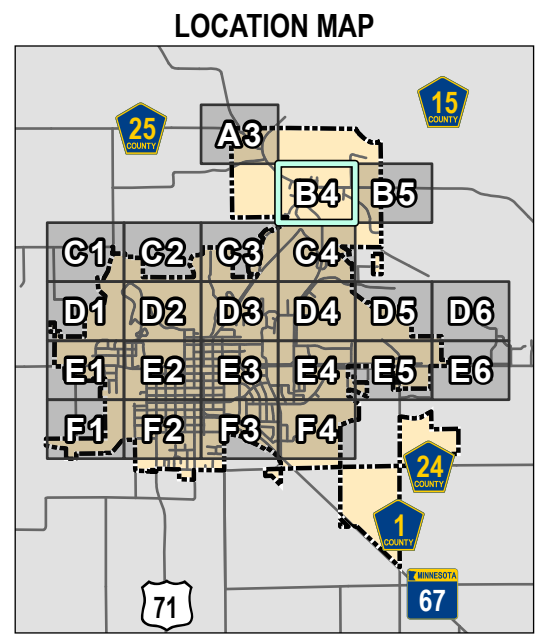 LOCATION MAP
15
COUNTY
25
COUNTY
A3
B4 B5
C1 C2 C3 C4
D1 D2 D3 D4 D5 D6
E1 E2 E3 E4 E5 E6
F1 F2 F3 F4
24
COUNTY
1
COUNTY
MINNESOTA
67
71